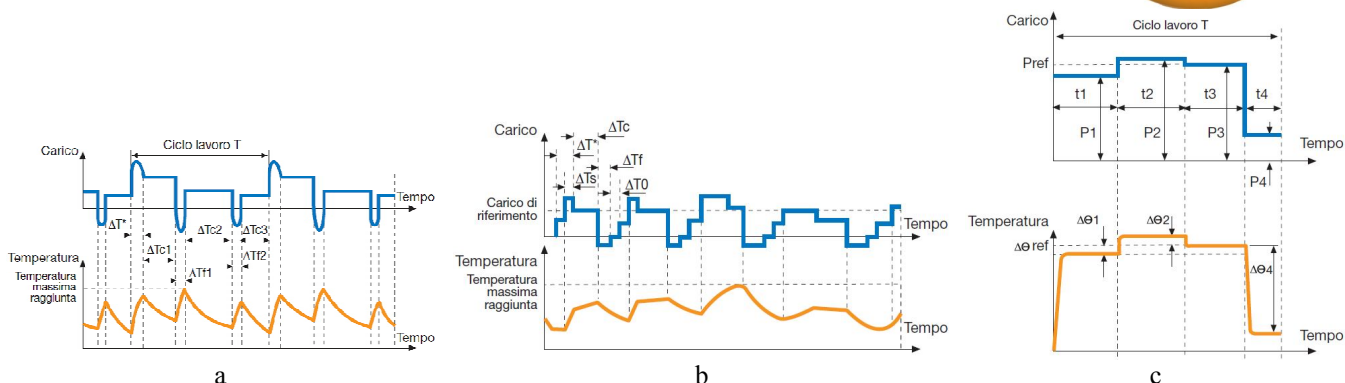 Carico
Ciclo lavoro T
Tempo
ΔT*
ΔTc1
ΔTc2
ΔTc3
ΔTf1
ΔTf2
Temperatura
Temperatura
massima
raggiunta
Tempo
a
Carico
ΔTc
ΔT*
ΔTf
ΔTs
ΔT0
Carico di
riferimento
Tempo
Temperatura
Temperatura
massima
raggiunta
Tempo
b
Carico
Ciclo lavoro T
Pref
t1
t2
t3
t4
P1
P2
P3
Tempo
P4
Temperatura
ΔΘ1
ΔΘ2
ΔΘ ref
ΔΘ4
Tempo
c